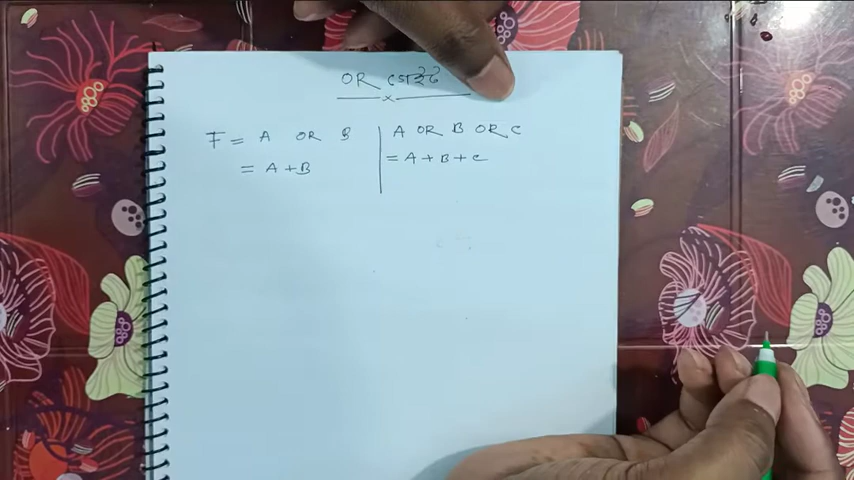 OR গেইট
F = A OR B
= A + B
A OR B OR C
= A + B + C